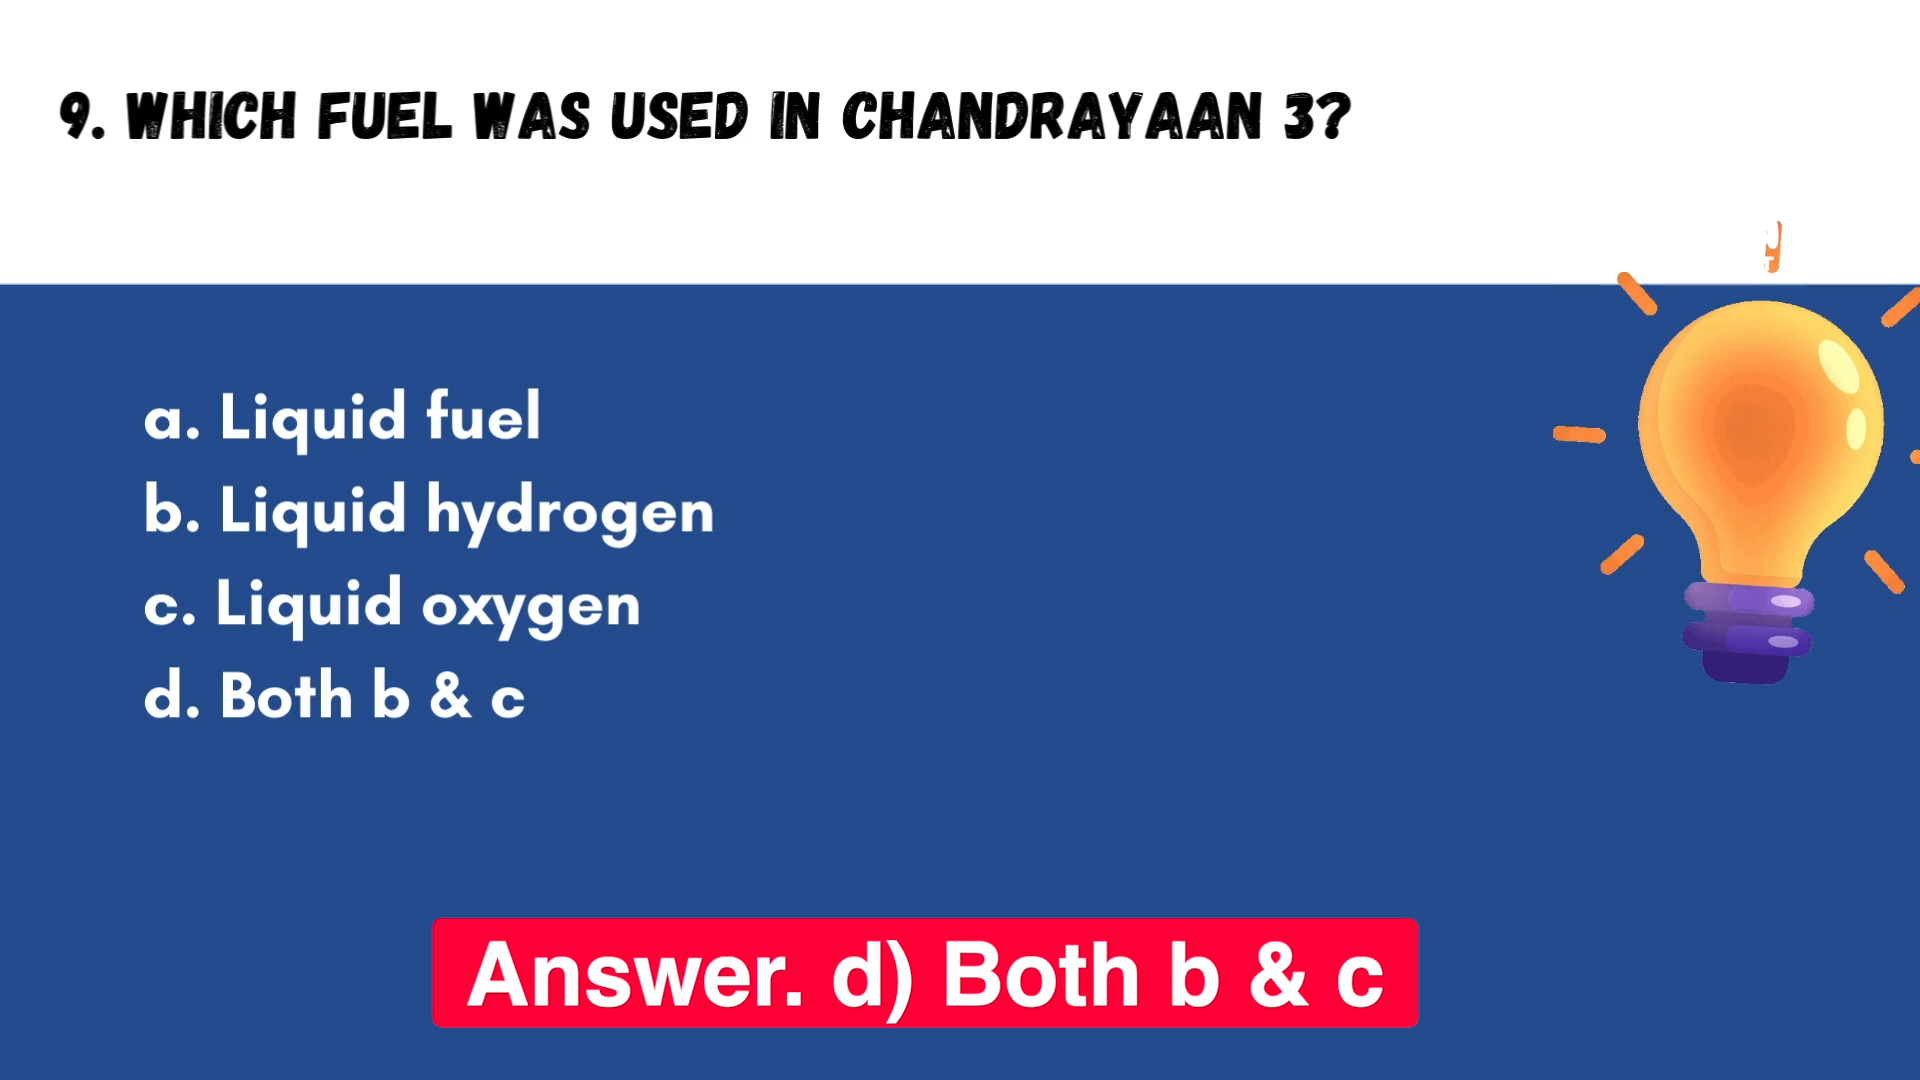 9. WHICH FUEL WAS USED IN CHANDRAYAAN 3?
a. Liquid fuel
b. Liquid hydrogen
c. Liquid oxygen
d. Both b & c
Answer. d) Both b & c